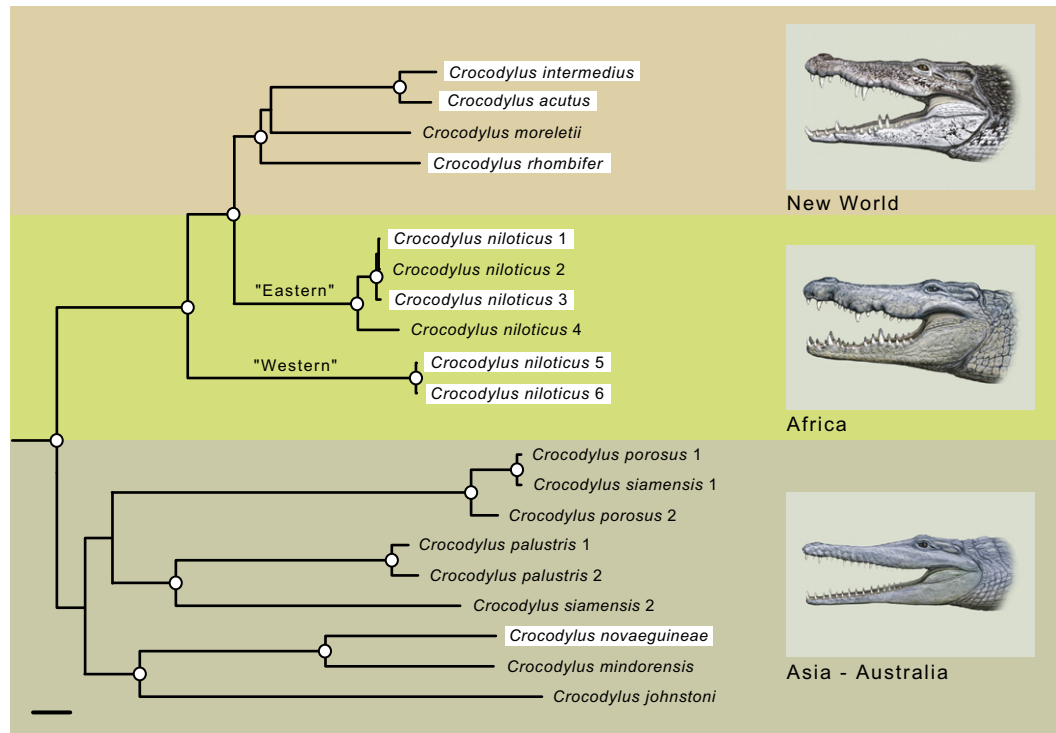 Crocodylus intermedius
Crocodylus acutus
Crocodylus moreletii
Crocodylus rhombifer
New World
Crocodylus niloticus 1
Crocodylus niloticus 2
"Eastern"
Crocodylus niloticus 3
Crocodylus niloticus 4
"Western"
Crocodylus niloticus 5
Crocodylus niloticus 6
Africa
Crocodylus porosus 1
Crocodylus siamensis 1
Crocodylus porosus 2
Crocodylus palustris 1
Crocodylus palustris 2
Crocodylus siamensis 2
Crocodylus novaeguineae
Crocodylus mindorensis
Asia - Australia
Crocodylus johnstoni